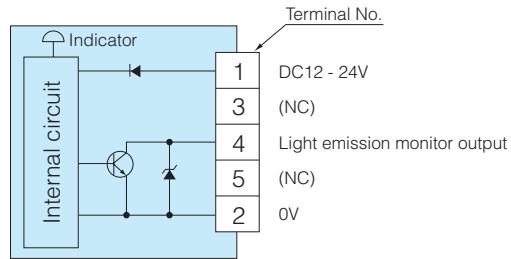 Terminal No.
Indicator
Internal circuit
1 DC12 - 24V
3 (NC)
4 Light emission monitor output
5 (NC)
2 0V